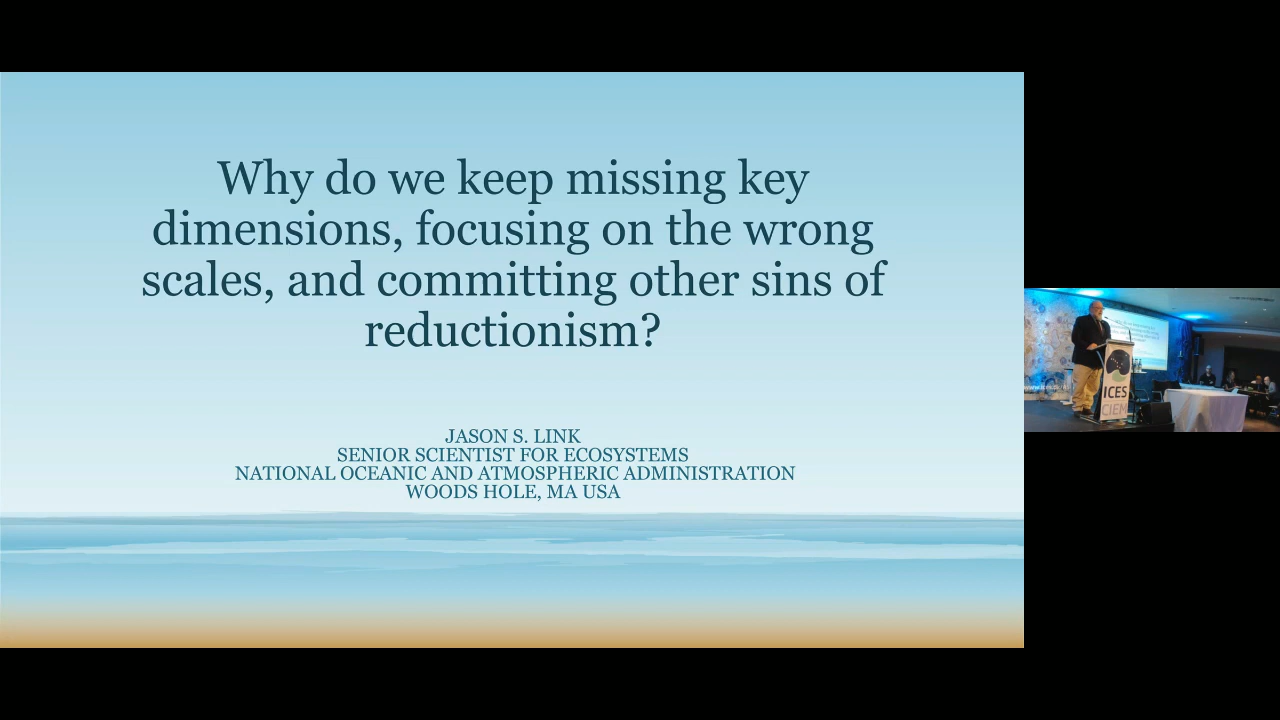 Why do we keep missing key
dimensions, focusing on the wrong
scales, and committing other sins of
reductionism?
JASON S. LINK
SENIOR SCIENTIST FOR ECOSYSTEMS
NATIONAL OCEANIC AND ATMOSPHERIC ADMINISTRATION
WOODS HOLE, MA USA
ICES
CIEM